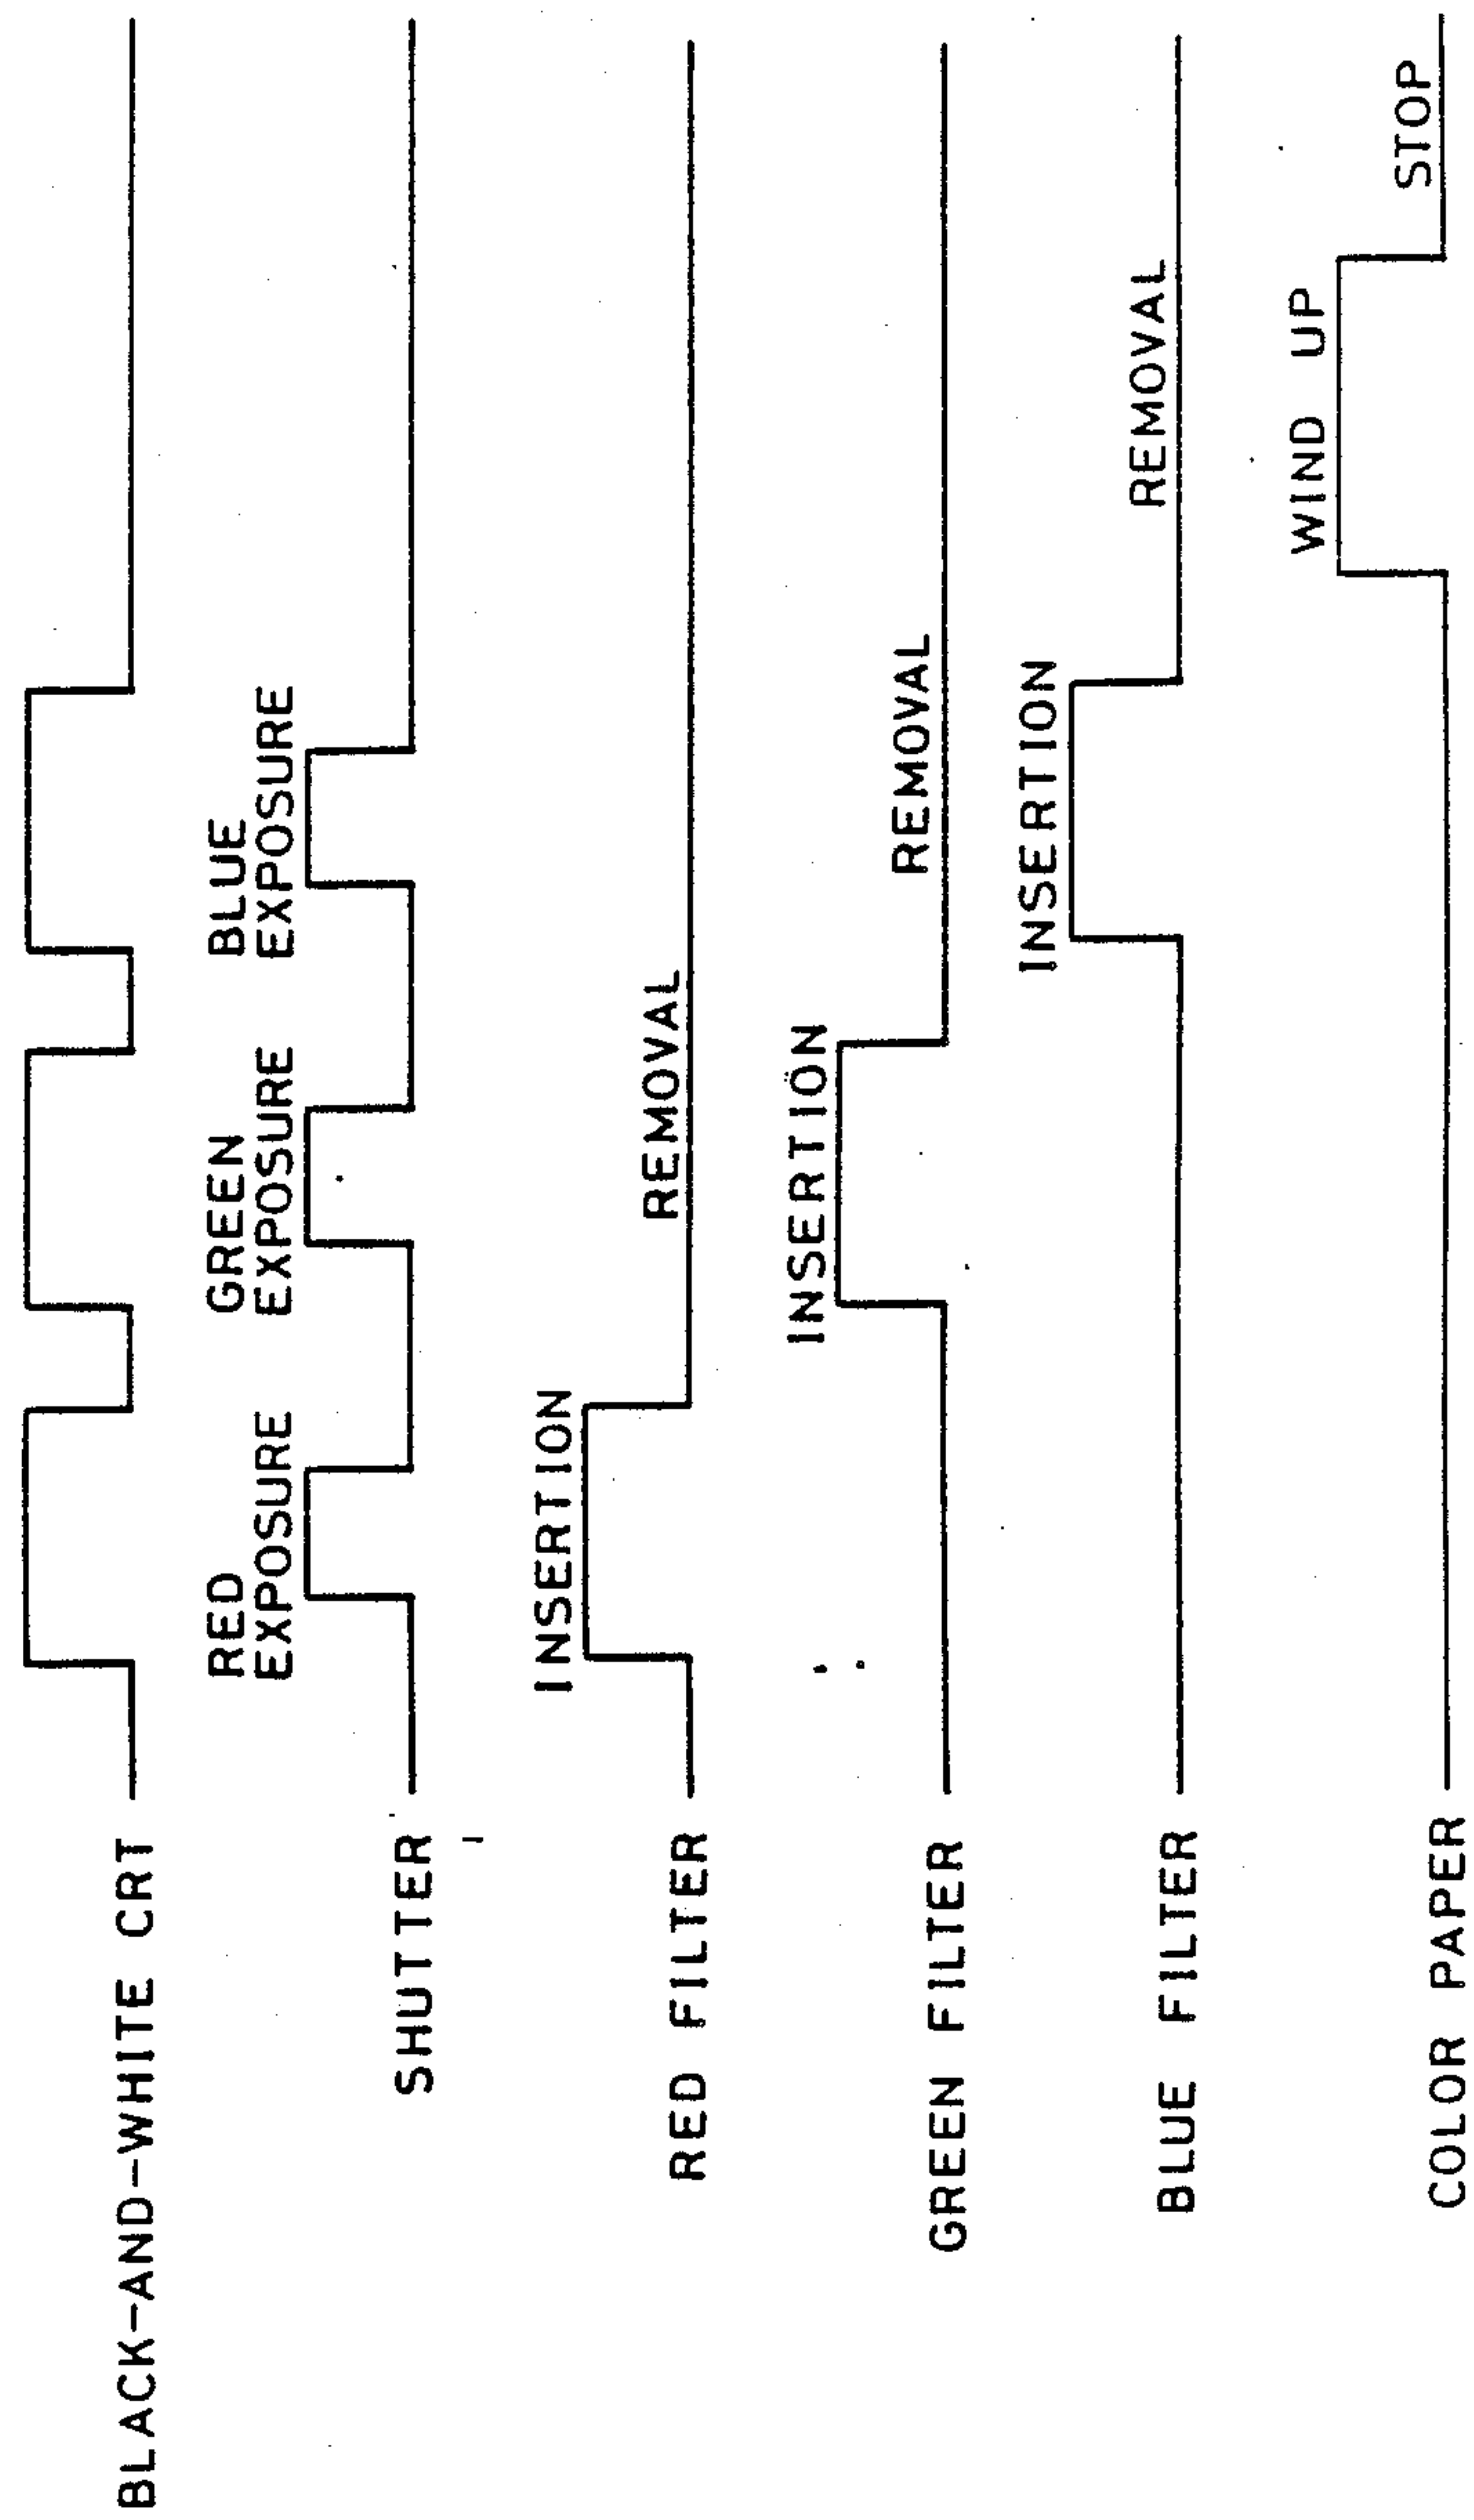 BLACK-AND-WHITE CRT
RED
EXPOSURE
GREEN
EXPOSURE
BLUE
EXPOSURE
SHUTTER
INSERTION
REMOVAL
RED FILTER
INSERTION
REMOVAL
GREEN FILTER
INSERTION
REMOVAL
BLUE FILTER
WIND UP
STOP
COLOR PAPER